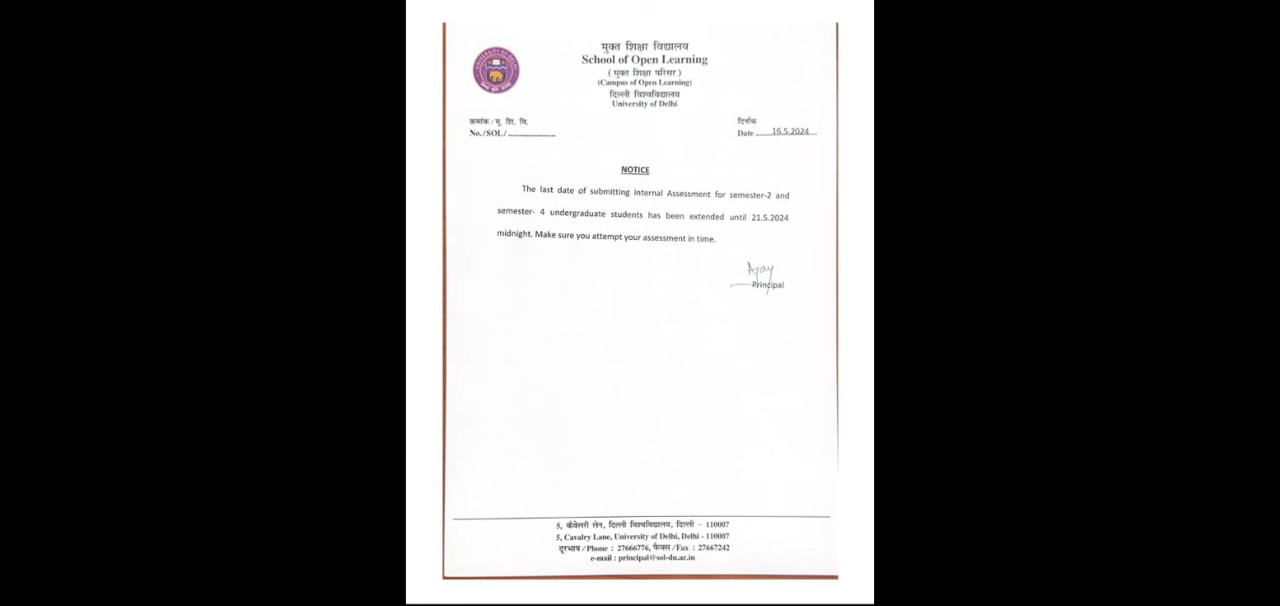 मुक्त शिक्षा विद्यालय
School of Open Learning
( मुक्त शिक्षा परिसर )
(Campus of Open Learning)
दिल्ली विश्वविद्यालय
University of Delhi
UNIVERSITY OF DELHI
क्रमांक / मु. शि. वि.
No./SOL/ ......................
दिनाँक
Date ......16.5.2024....
NOTICE
The last date of submitting Internal Assessment for semester-2 and
semester- 4 undergraduate students has been extended until 21.5.2024
midnight. Make sure you attempt your assessment in time.
Ajay
Principal
5, कैवेलरी लेन, दिल्ली विश्वविद्यालय, दिल्ली - 110007
5, Cavalry Lane, University of Delhi, Delhi - 110007
दूरभाष / Phone : 27666776, फैक्स / Fax : 27667242
e-mail : principal@sol-du.ac.in